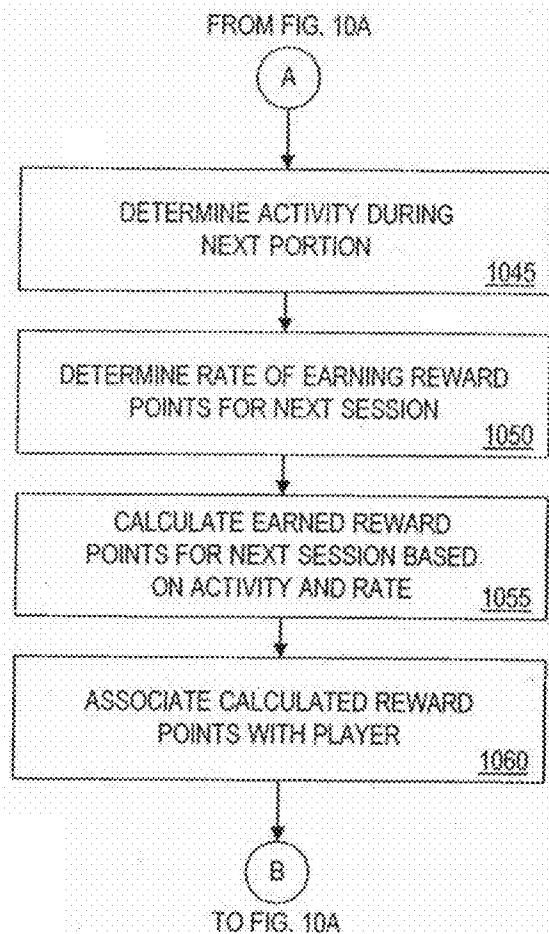 FROM FIG. 10A
A
DETERMINE ACTIVITY DURING
NEXT PORTION
1045
DETERMINE RATE OF EARNING REWARD
POINTS FOR NEXT SESSION
1050
CALCULATE EARNED REWARD
POINTS FOR NEXT SESSION BASED
ON ACTIVITY AND RATE
1055
ASSOCIATE CALCULATED REWARD
POINTS WITH PLAYER
1060
B
TO FIG. 10A